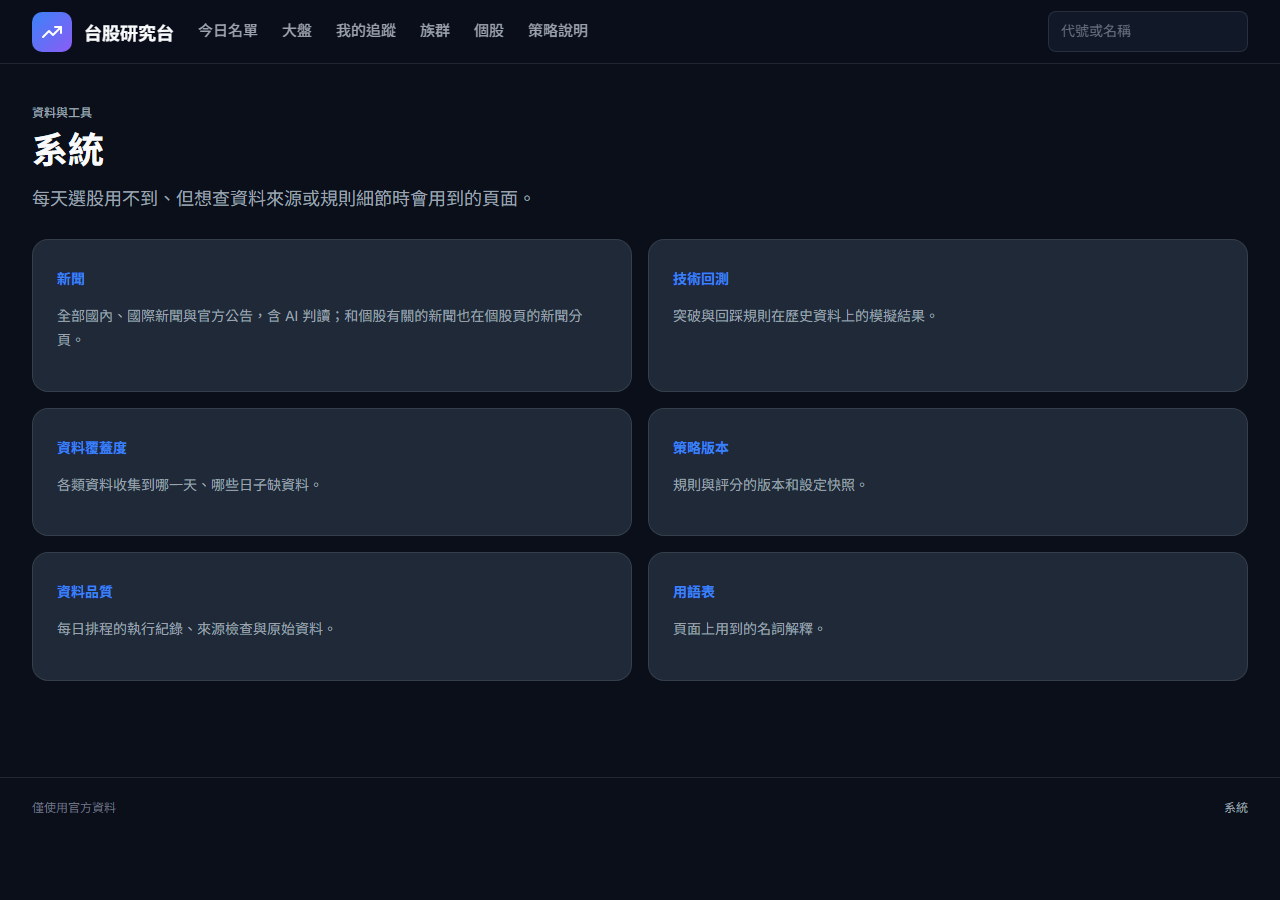 台股研究台
今日名單
大盤
我的追蹤
族群
個股
策略說明
代號或名稱
資料與工具
系統
每天選股用不到、但想查資料來源或規則細節時會用到的頁面。
新聞
全部國內、國際新聞與官方公告，含 AI 判讀；和個股有關的新聞也在個股頁的新聞分
頁。
技術回測
突破與回踩規則在歷史資料上的模擬結果。
資料覆蓋度
各類資料收集到哪一天、哪些日子缺資料。
策略版本
規則與評分的版本和設定快照。
資料品質
每日排程的執行紀錄、來源檢查與原始資料。
用語表
頁面上用到的名詞解釋。
僅使用官方資料
系統